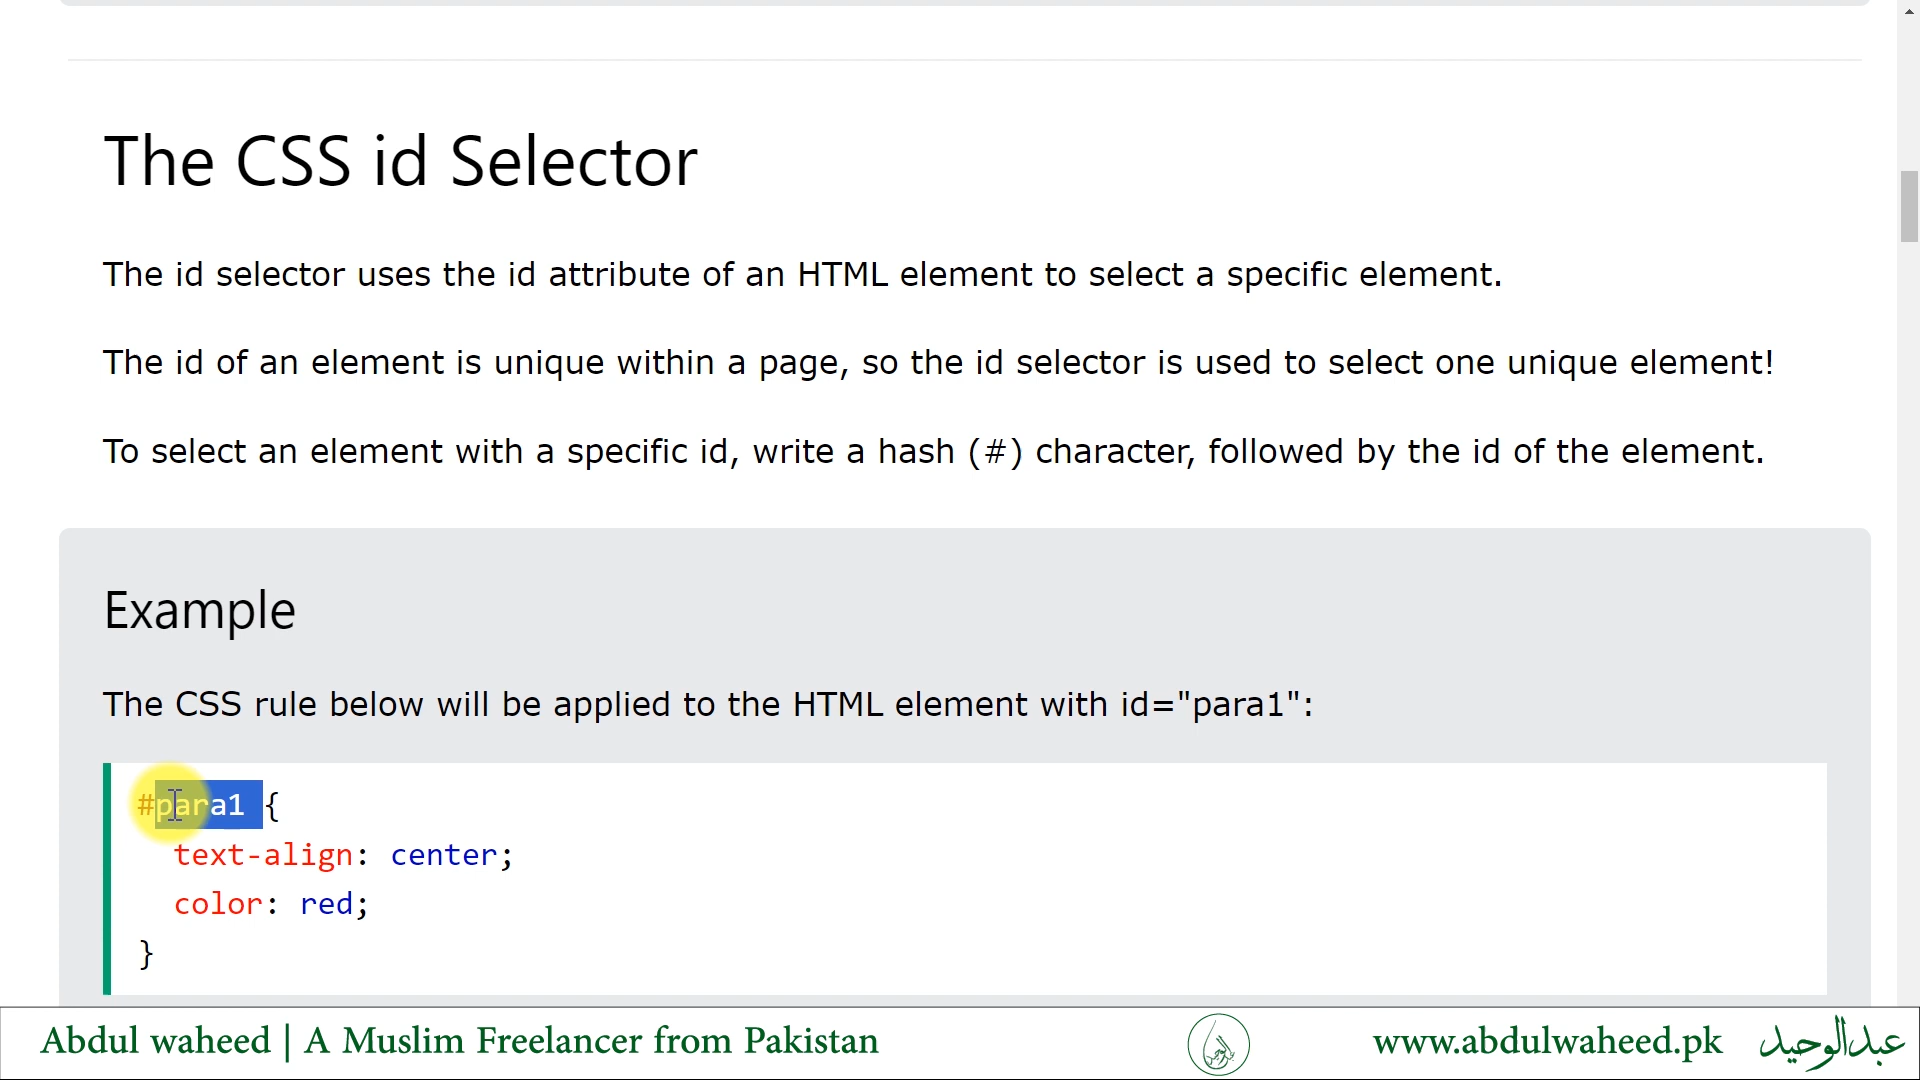 The CSS id Selector
The id selector uses the id attribute of an HTML element to select a specific element.
The id of an element is unique within a page, so the id selector is used to select one unique element!
To select an element with a specific id, write a hash (#) character, followed by the id of the element.
Example
The CSS rule below will be applied to the HTML element with id="para1":
#para1 {
  text-align: center;
  color: red;
}
Abdul waheed | A Muslim Freelancer from Pakistan
www.abdulwaheed.pk
عبدالوحید